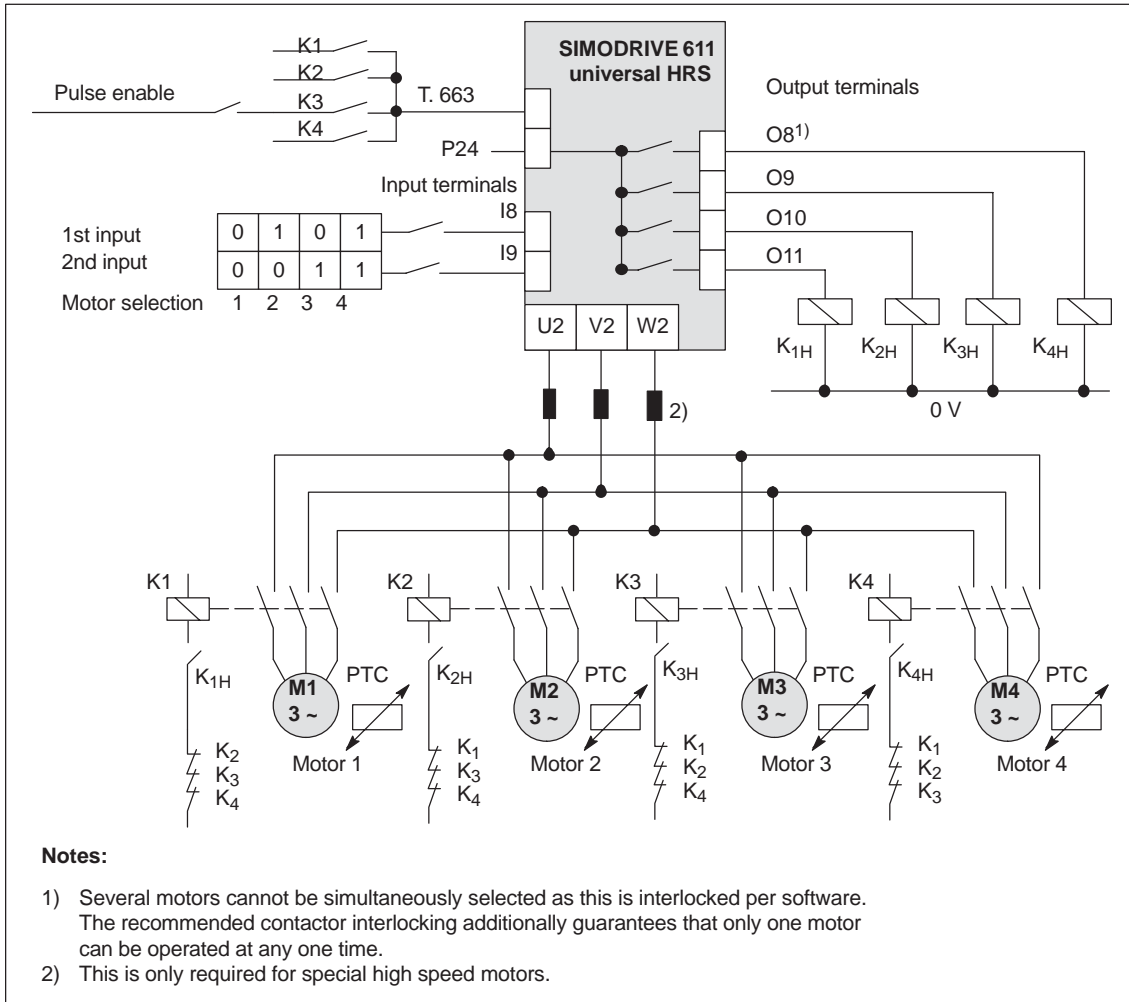 SIMODRIVE 611
universal HRS
K1
K2
Pulse enable
K3
K4
T. 663
P24
Output terminals
O8 1)
O9
O10
O11
Input terminals
I8
I9
1st input 0 1 0 1
2nd input 0 0 1 1
Motor selection 1 2 3 4
U2 V2 W2
K1H K2H K3H K4H
0 V
2)
K1 K2 K3 K4
K1H K2H K3H K4H
M1
3 ~
PTC
M2
3 ~
PTC
M3
3 ~
PTC
M4
3 ~
PTC
Motor 1 Motor 2 Motor 3 Motor 4
K2
K3
K4
K1
K3
K4
K1
K2
K4
K1
K2
K3
Notes:
1) Several motors cannot be simultaneously selected as this is interlocked per software.
The recommended contactor interlocking additionally guarantees that only one motor
can be operated at any one time.
2) This is only required for special high speed motors.